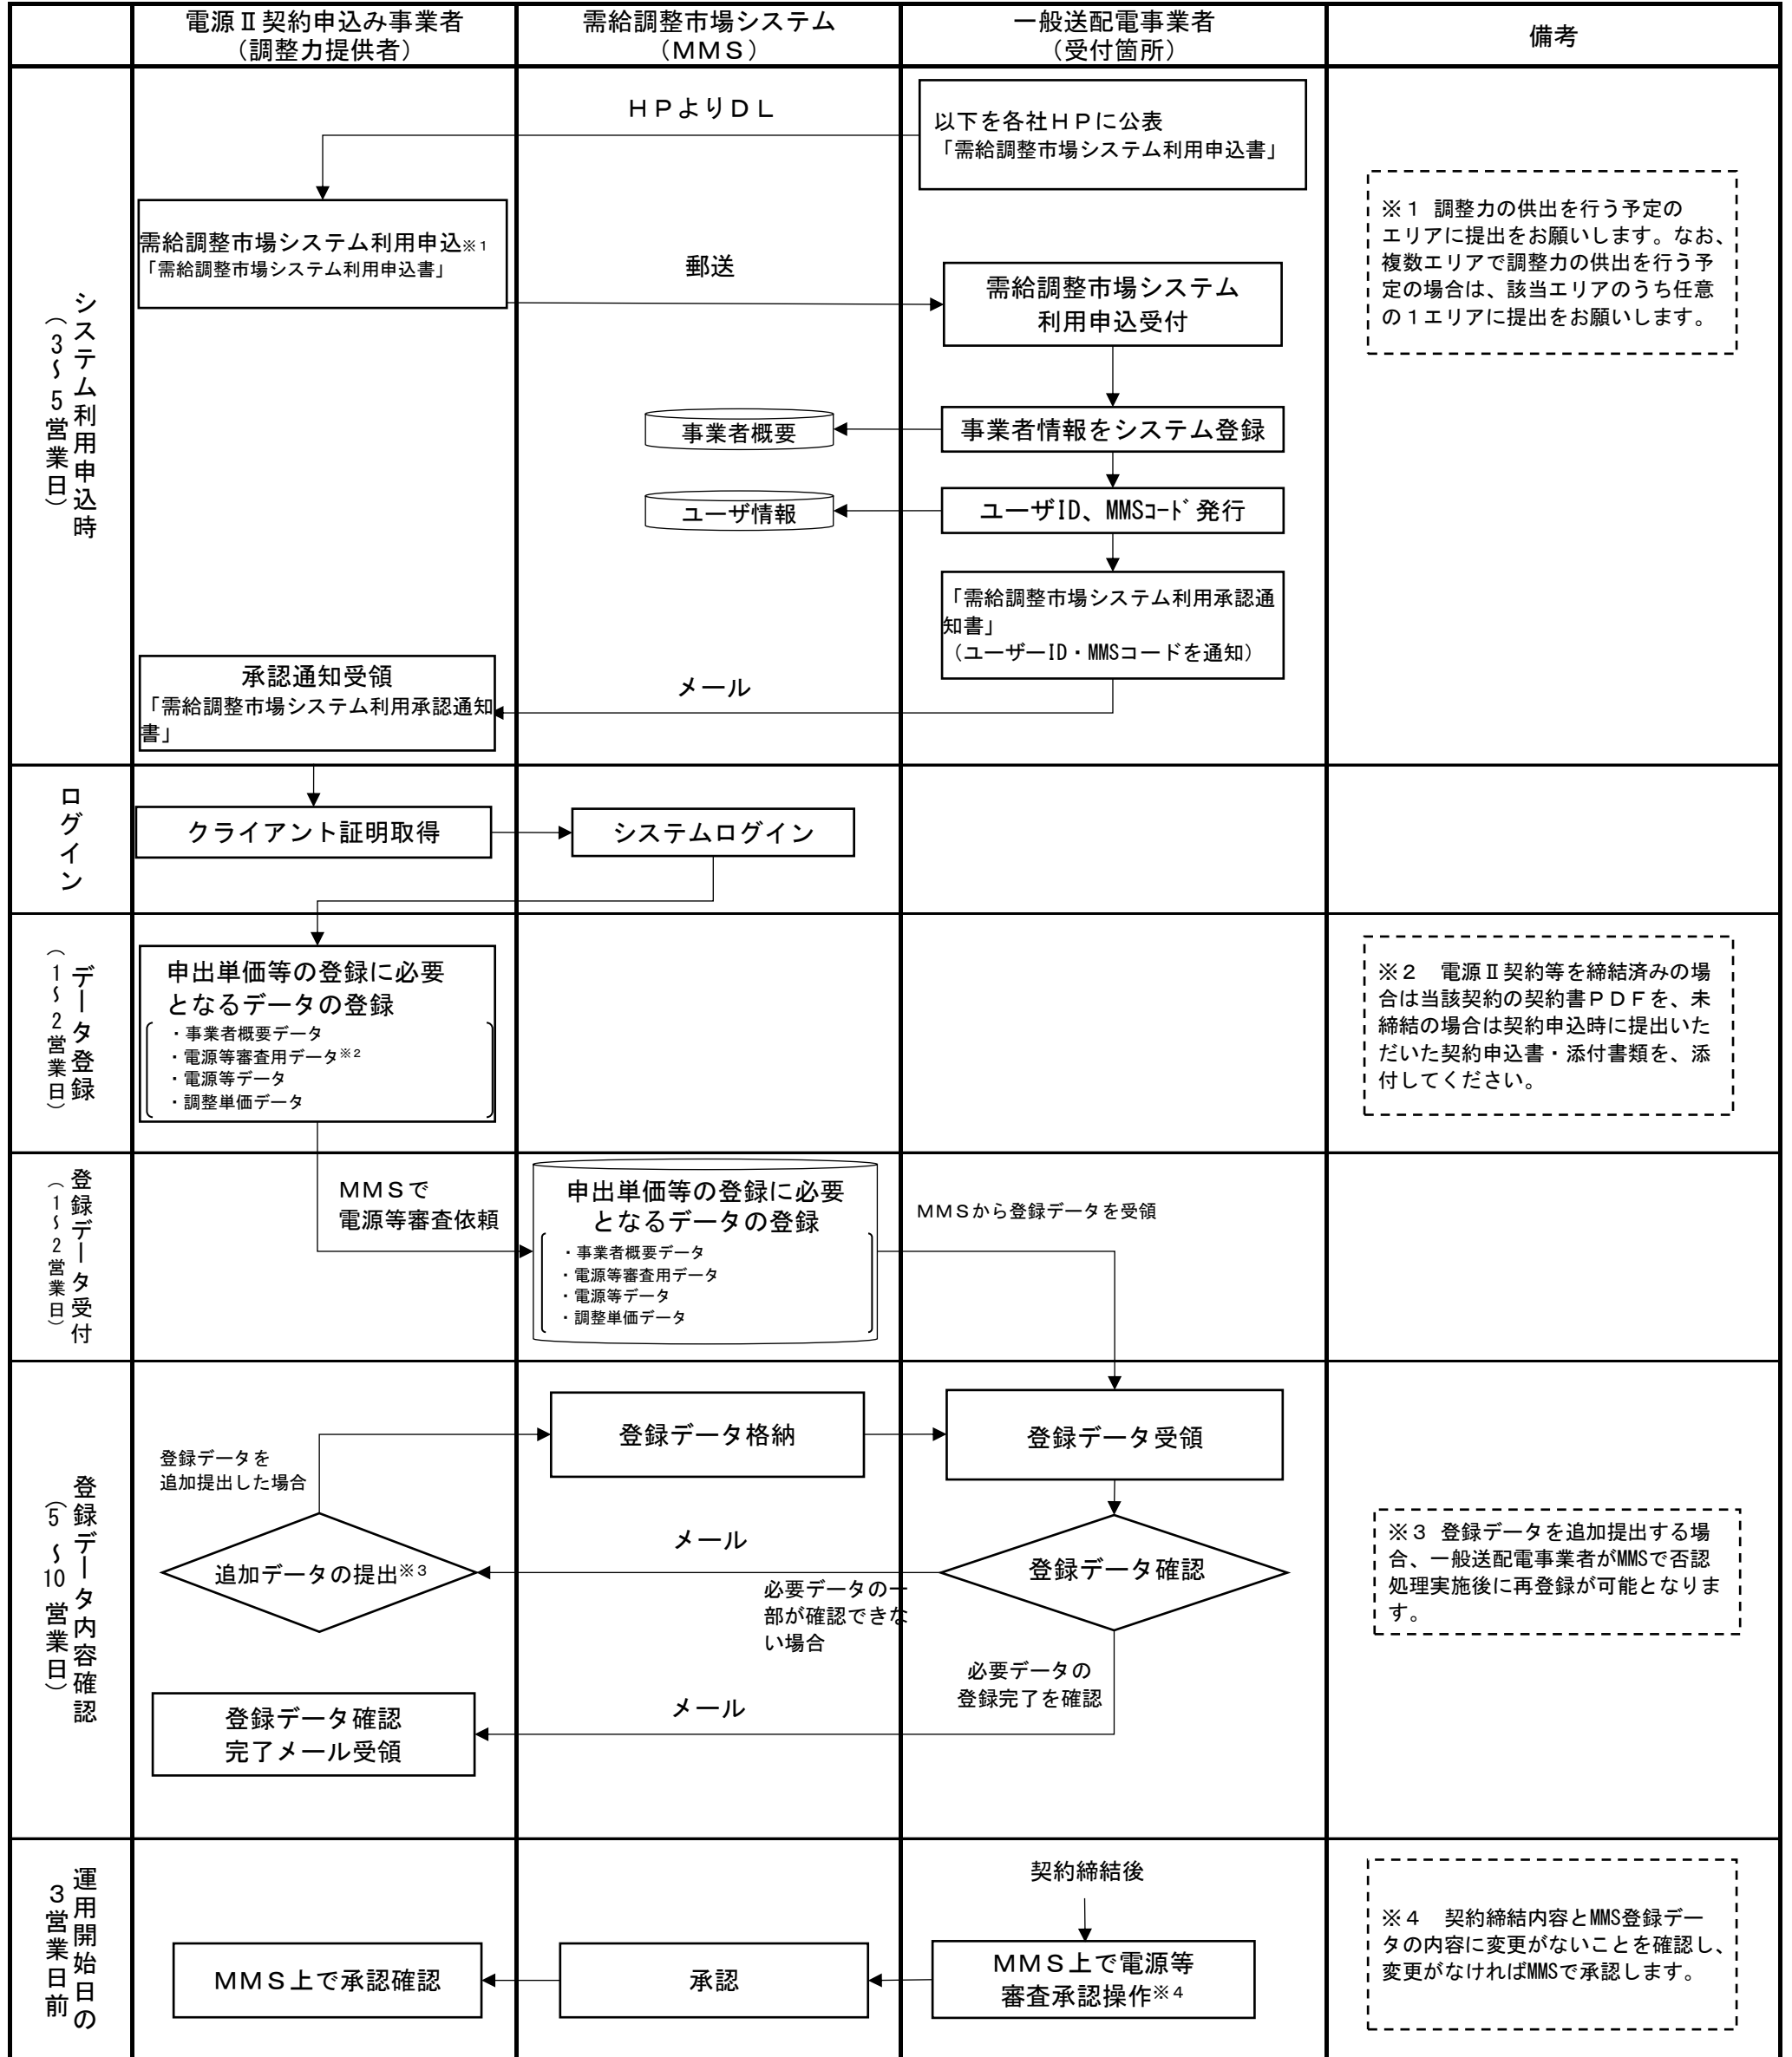 電源Ⅱ契約申込み事業者
（調整力提供者）
需給調整市場システム
（ＭＭＳ）
一般送配電事業者
（受付箇所）
備考
システム利用申込時
（３～５営業日）
ＨＰよりＤＬ
以下を各社ＨＰに公表
「需給調整市場システム利用申込書」
需給調整市場システム利用申込※１
「需給調整市場システム利用申込書」
郵送
需給調整市場システム
利用申込受付
※１ 調整力の供出を行う予定の
エリアに提出をお願いします。なお、
複数エリアで調整力の供出を行う予
定の場合は、該当エリアのうち任意
の１エリアに提出をお願いします。
事業者概要
事業者情報をシステム登録
ユーザ情報
ユーザID、MMSｺｰﾄﾞ発行
「需給調整市場システム利用承認通
知書」
（ユーザーID・MMSコードを通知）
承認通知受領
「需給調整市場システム利用承認通知
書」
メール
ログイン
クライアント証明取得
システムログイン
データ登録
（１～２営業日）
申出単価等の登録に必要
となるデータの登録
・事業者概要データ
・電源等審査用データ※２
・電源等データ
・調整単価データ
※２　電源Ⅱ契約等を締結済みの場
合は当該契約の契約書ＰＤＦを、未
締結の場合は契約申込時に提出いた
だいた契約申込書・添付書類を、添
付してください。
登録データ受付
（１～２営業日）
ＭＭＳで
電源等審査依頼
申出単価等の登録に必要
となるデータの登録
・事業者概要データ
・電源等審査用データ
・電源等データ
・調整単価データ
ＭＭＳから登録データを受領
登録データ内容確認
（５～10営業日）
登録データを
追加提出した場合
登録データ格納
登録データ受領
追加データの提出※３
メール
必要データの一
部が確認できな
い場合
登録データ確認
※３ 登録データを追加提出する場
合、一般送配電事業者がMMSで否認
処理実施後に再登録が可能となりま
す。
必要データの
登録完了を確認
登録データ確認
完了メール受領
メール
運用開始日の
３営業日前
契約締結後
ＭＭＳ上で承認確認
承認
ＭＭＳ上で電源等
審査承認操作※４
※４　契約締結内容とMMS登録デー
タの内容に変更がないことを確認し、
変更がなければMMSで承認します。